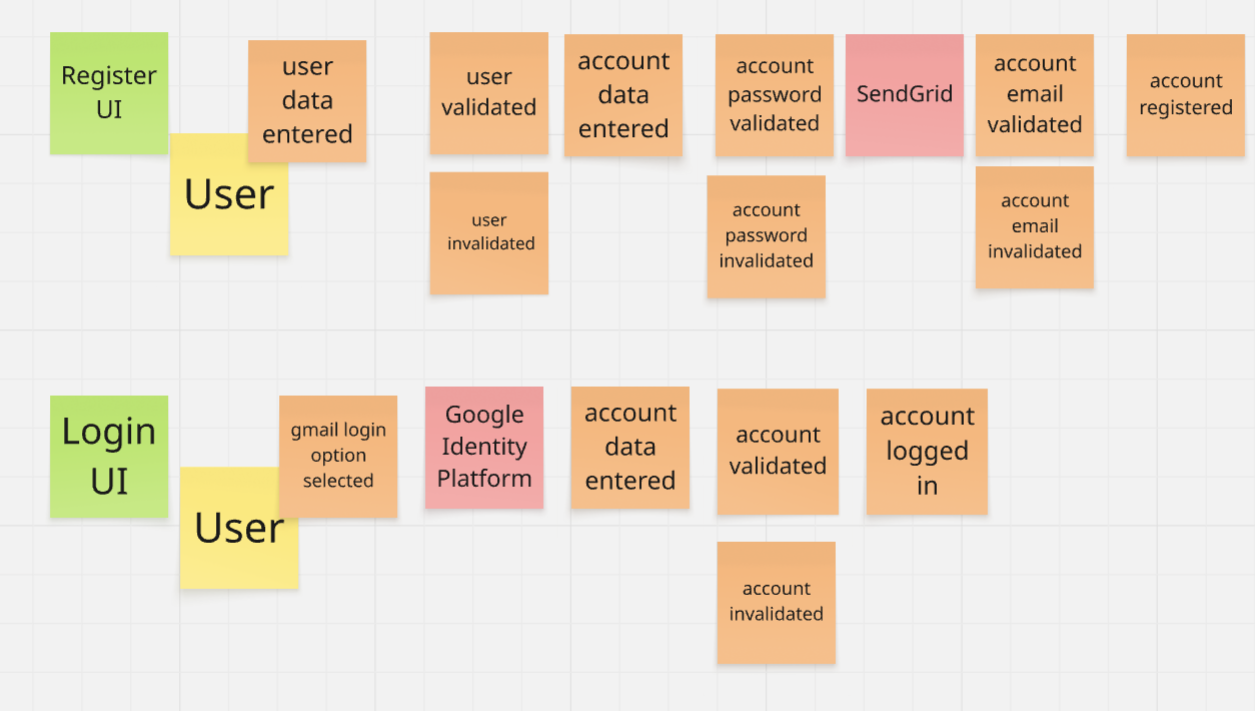 Register
UI
User
user
data
entered
user
validated
user
invalidated
account
data
entered
account
password
validated
account
password
invalidated
SendGrid
account
email
validated
account
email
invalidated
account
registered
Login
UI
User
gmail login
option
selected
Google
Identity
Platform
account
data
entered
account
validated
account
invalidated
account
logged
in